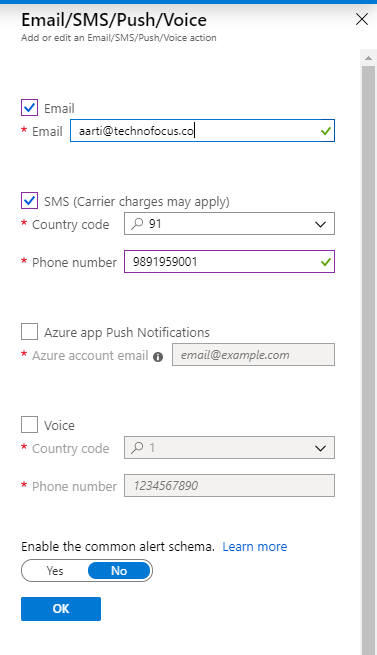 Email/SMS/Push/Voice
Add or edit an Email/SMS/Push/Voice action
Email
* Email aarti@technofocus.co
SMS (Carrier charges may apply)
* Country code 91
* Phone number 9891959001
Azure app Push Notifications
* Azure account email email@example.com
Voice
* Country code 1
* Phone number 1234567890
Enable the common alert schema. Learn more
Yes No
OK